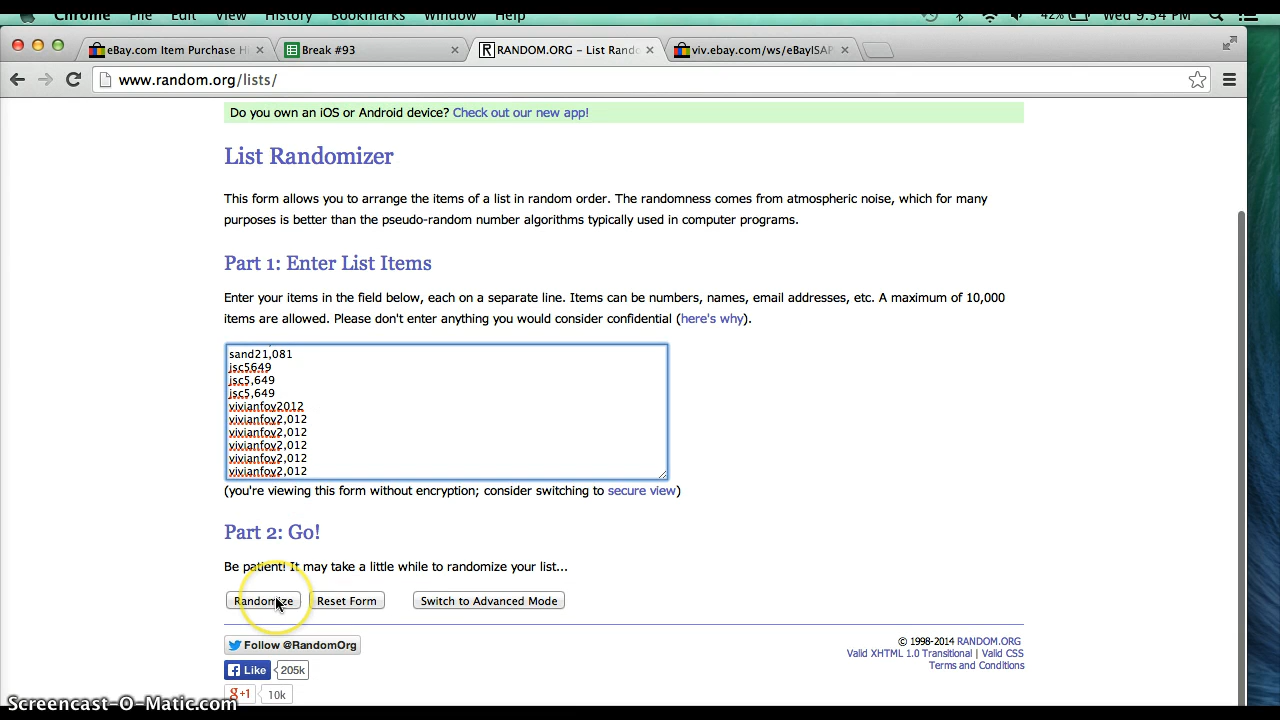 Chrome File Edit View History Bookmarks Window Help 42% Wed 9:54 PM
eBay.com Item Purchase Hi
Break #93
RANDOM.ORG - List Rando
viv.ebay.com/ws/eBayISAP
www.random.org/lists/
Do you own an iOS or Android device? Check out our new app!
List Randomizer
This form allows you to arrange the items of a list in random order. The randomness comes from atmospheric noise, which for many
purposes is better than the pseudo-random number algorithms typically used in computer programs.
Part 1: Enter List Items
Enter your items in the field below, each on a separate line. Items can be numbers, names, email addresses, etc. A maximum of 10,000
items are allowed. Please don't enter anything you would consider confidential (here's why).
sand21,081
jsc5649
jsc5,649
jsc5,649
vivianfoy2012
vivianfoy2,012
vivianfoy2,012
vivianfoy2,012
vivianfoy2,012
vivianfoy2,012
(you're viewing this form without encryption; consider switching to secure view)
Part 2: Go!
Be patient! It may take a little while to randomize your list...
Randomize Reset Form Switch to Advanced Mode
Follow @RandomOrg
© 1998-2014 RANDOM.ORG
Valid XHTML 1.0 Transitional | Valid CSS
Terms and Conditions
Like 205k
g+1 10k
Screencast-O-Matic.com